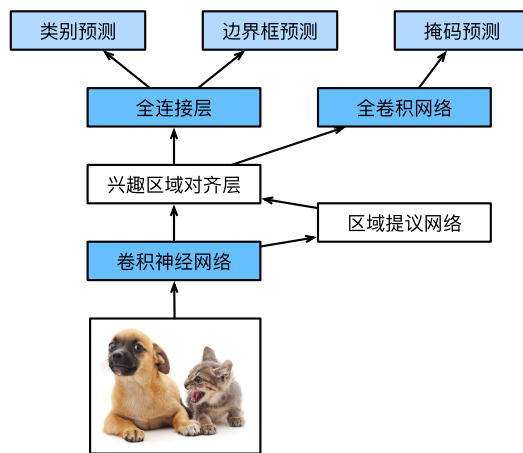 类别预测
边界框预测
掩码预测
全连接层
全卷积网络
兴趣区域对齐层
区域提议网络
卷积神经网络